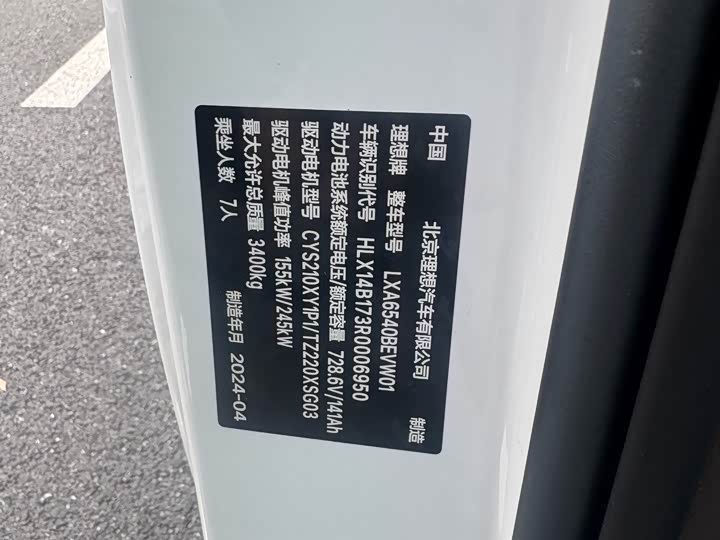 中国 北京理想汽车有限公司 制造
理想牌 整车型号 LXA6540BEVW01
车辆识别代号 HLX14B173R0006950
动力电池系统额定电压/额定容量 728.6V/141Ah
驱动电机型号 CYS210XY1P1/TZ220XSG03
驱动电机峰值功率 155kW/245kW
最大允许总质量 3400kg
乘坐人数 7人 制造年月 2024-04